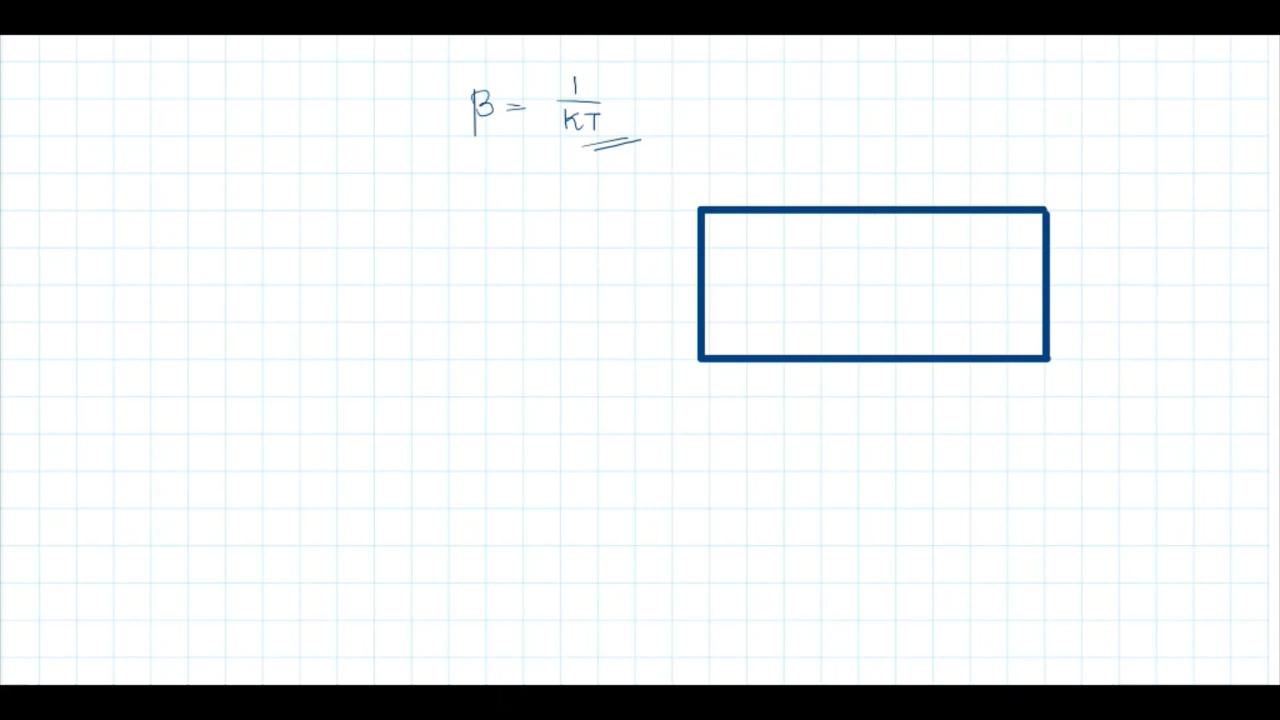 β = 1/KT